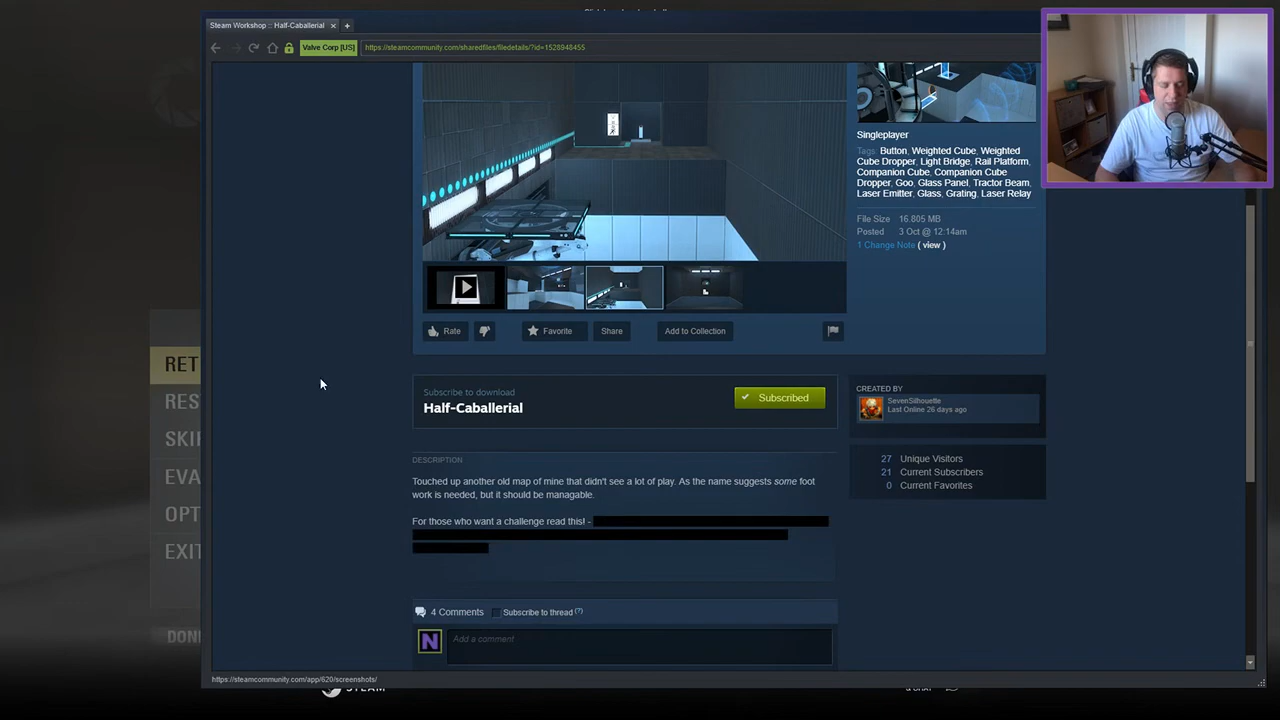 Steam Workshop :: Half-Caballerial
Valve Corp [US]
https://steamcommunity.com/sharedfiles/filedetails/?id=1528948455
Singleplayer
Tags: Button, Weighted Cube, Weighted
Cube Dropper, Light Bridge, Rail Platform,
Companion Cube, Companion Cube
Dropper, Goo, Glass Panel, Tractor Beam,
Laser Emitter, Glass, Grating, Laser Relay
File Size 16.805 MB
Posted 3 Oct @ 12:14am
1 Change Note ( view )
Rate
Favorite
Share
Add to Collection
RET
RES
SKI
EVA
OPT
EXIT
DONE
Subscribe to download
Half-Caballerial
Subscribed
CREATED BY
SevenSilhouette
Last Online 26 days ago
27 Unique Visitors
21 Current Subscribers
0 Current Favorites
DESCRIPTION
Touched up another old map of mine that didn't see a lot of play. As the name suggests some foot
work is needed, but it should be managable.
For those who want a challenge read this! -
4 Comments
Subscribe to thread (?)
N
Add a comment
https://steamcommunity.com/app/620/screenshots/
STEAM
& CHAT